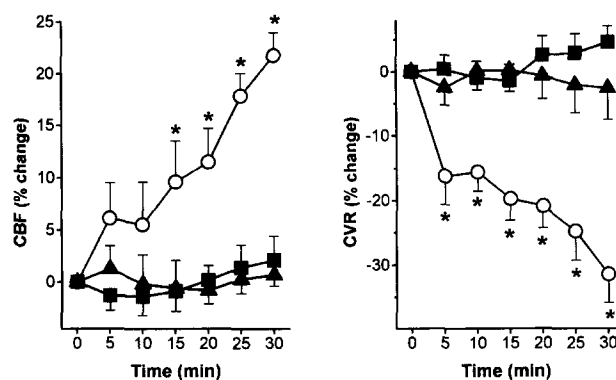 CBF (% change)
25
20
15
10
5
0
0 5 10 15 20 25 30
Time (min)
* * * *
CVR (% change)
0
-10
-20
-30
0 5 10 15 20 25 30
Time (min)
* * * * * *